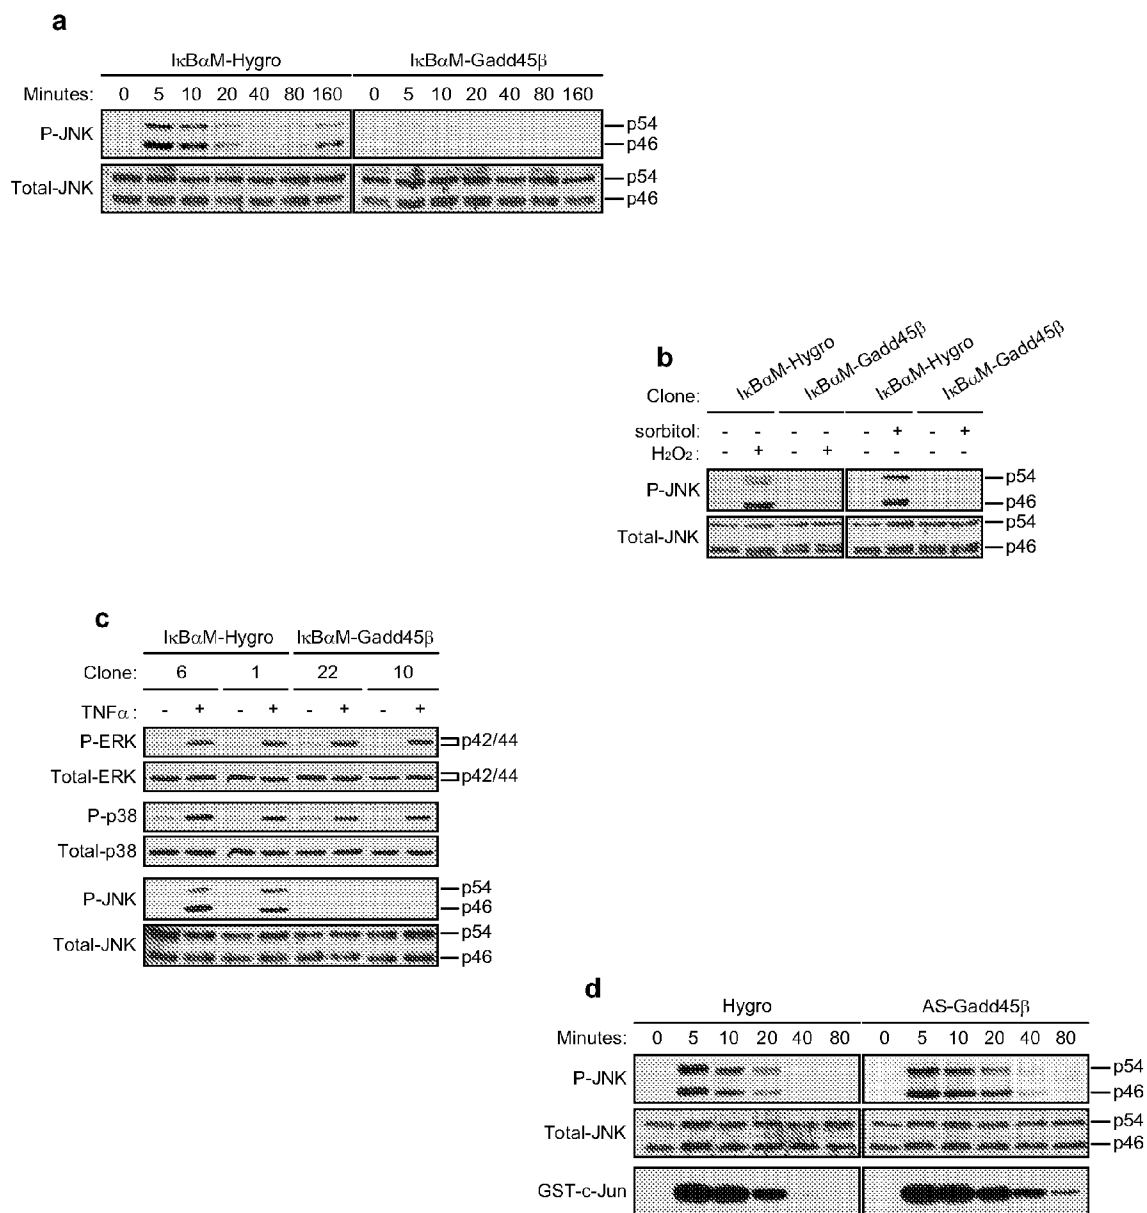 a
IκBαM-Hygro IκBαM-Gadd45β
Minutes: 0 5 10 20 40 80 160 0 5 10 20 40 80 160
P-JNK p54
p46
Total-JNK p54
p46
b
Clone: IκBαM-Hygro IκBαM-Gadd45β IκBαM-Hygro IκBαM-Gadd45β
sorbitol: - - - - - + - +
H2O2: - + - + - - - -
P-JNK p54
p46
Total-JNK p54
p46
c
IκBαM-Hygro IκBαM-Gadd45β
Clone: 6 1 22 10
TNFα: - + - + - + - +
P-ERK p42/44
Total-ERK p42/44
P-p38
Total-p38
P-JNK p54
p46
Total-JNK p54
p46
d
Hygro AS-Gadd45β
Minutes: 0 5 10 20 40 80 0 5 10 20 40 80
P-JNK p54
p46
Total-JNK p54
p46
GST-c-Jun